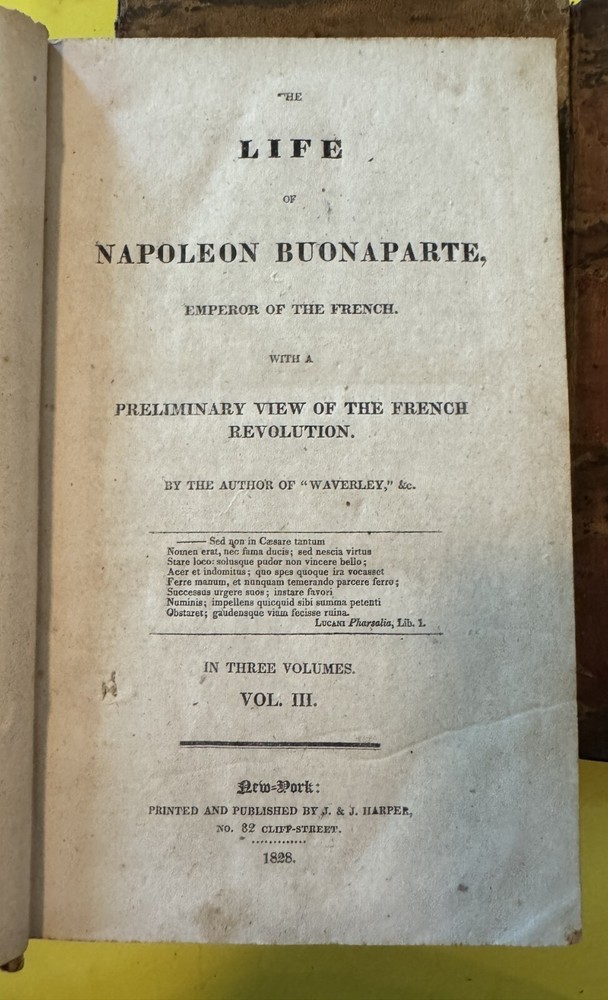 THE
LIFE
OF
NAPOLEON BUONAPARTE,
EMPEROR OF THE FRENCH.
WITH A
PRELIMINARY VIEW OF THE FRENCH
REVOLUTION.
BY THE AUTHOR OF "WAVERLEY," &c.
——— Sed non in Cæsare tantum
Nomen erat, nec fama ducis; sed nescia virtus
Stare loco: solusque pudor non vincere bello;
Acer et indomitus; quo spes quoque ira vocasset
Ferre manum, et nunquam temerando parcere ferro;
Successus urgere suos; instare favori
Numinis; impellens quicquid sibi summa petenti
Obstaret; gaudensque viam fecisse ruina.
LUCANI Pharsalia, Lib. I.
IN THREE VOLUMES.
VOL. III.
New-York:
PRINTED AND PUBLISHED BY J. & J. HARPER,
NO. 82 CLIFF-STREET.
1828.